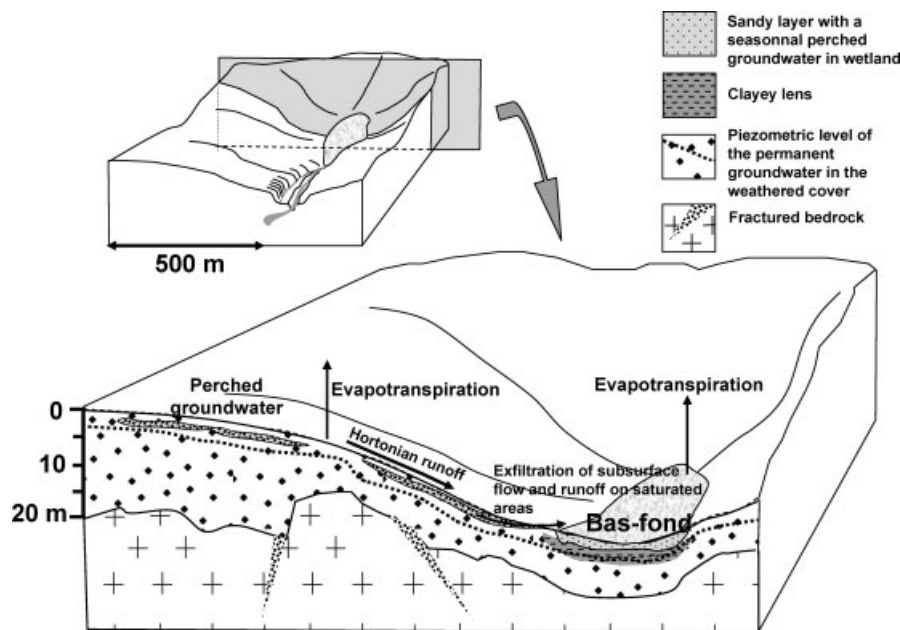 Sandy layer with a
seasonnal perched
groundwater in wetland
Clayey lens
Piezometric level of
the permanent
groundwater in the
weathered cover
Fractured bedrock
500 m
Perched
groundwater
Evapotranspiration
Evapotranspiration
Hortonian runoff
Exfiltration of subsurface
flow and runoff on saturated
areas
Bas-fond
0
10
20 m